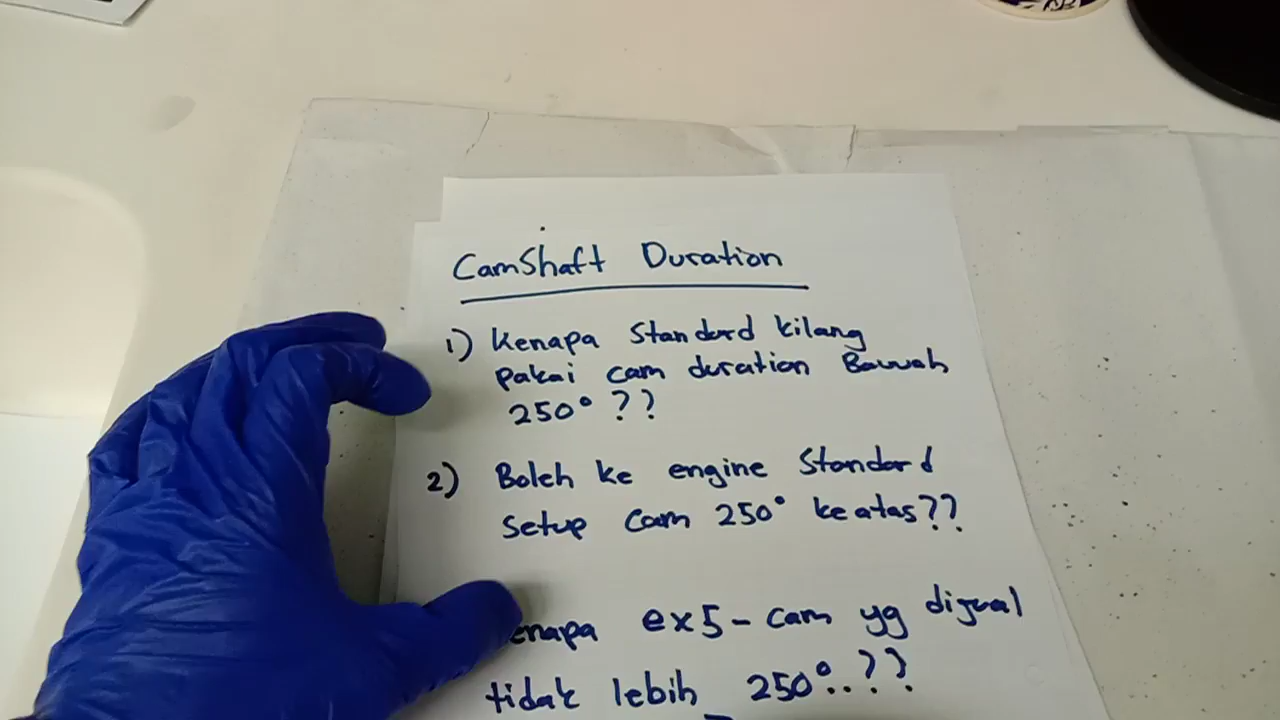 CamShaft Duration
1) Kenapa Standard kilang
pakai cam duration Bawah
250° ??
2) Boleh ke engine Standard
Setup Cam 250° keatas??
enapa ex5-cam yg dijual
tidak lebih 250°..??